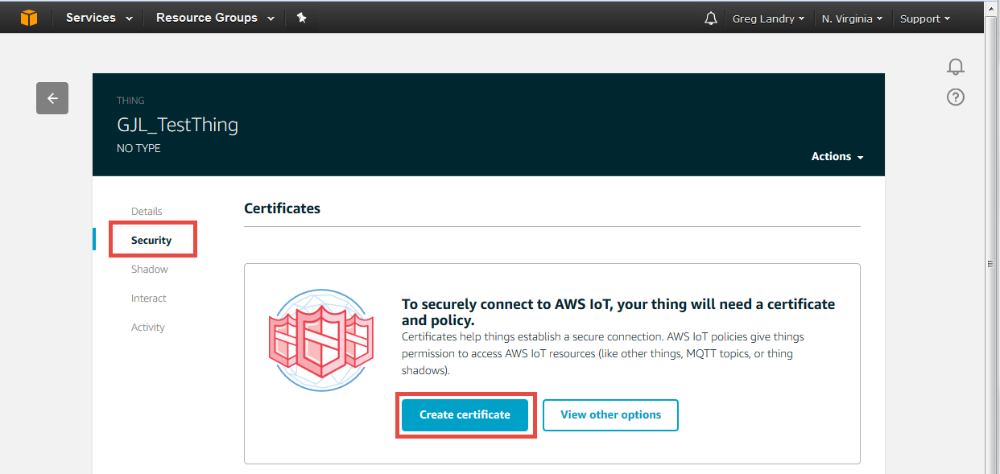 Services Resource Groups Greg Landry N. Virginia Support
THING
GJL_TestThing
NO TYPE
Actions
Details
Security
Shadow
Interact
Activity
Certificates
To securely connect to AWS IoT, your thing will need a certificate
and policy.
Certificates help things establish a secure connection. AWS IoT policies give things
permission to access AWS IoT resources (like other things, MQTT topics, or thing
shadows).
Create certificate View other options